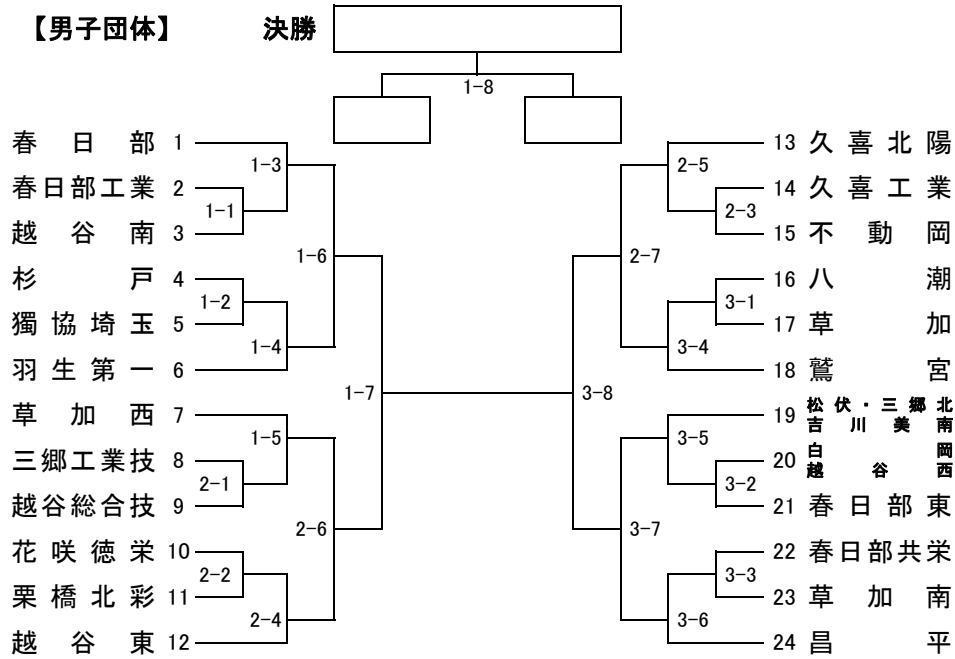 【男子団体】 決勝
1-8
春日部 1
1-3
春日部工業 2
1-1
越谷南 3
1-6
杉戸 4
1-2
獨協埼玉 5
1-4
羽生第一 6
1-7
草加西 7
1-5
三郷工業技 8
2-1
越谷総合技 9
2-6
花咲徳栄 10
2-2
栗橋北彩 11
2-4
越谷東 12
13 久喜北陽
2-5
14 久喜工業
2-3
15 不動岡
2-7
16 八潮
3-1
17 草加
3-4
18 鷲宮
3-8
19 松伏・三郷北
吉川美南
3-5
20 白岡
越谷西
3-2
21 春日部東
3-7
22 春日部共栄
3-3
23 草加南
3-6
24 昌平